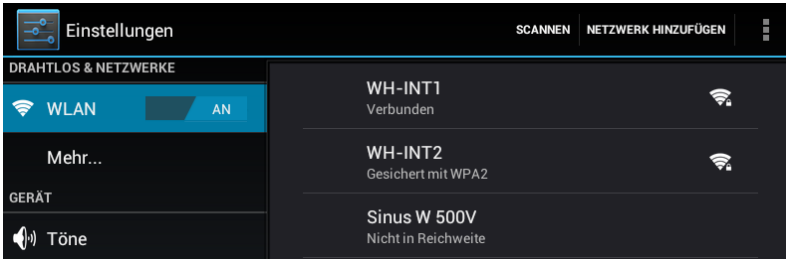 Einstellungen
SCANNEN
NETZWERK HINZUFÜGEN
DRAHTLOS & NETZWERKE
WLAN
AN
Mehr...
GERÄT
Töne
WH-INT1
Verbunden
WH-INT2
Gesichert mit WPA2
Sinus W 500V
Nicht in Reichweite